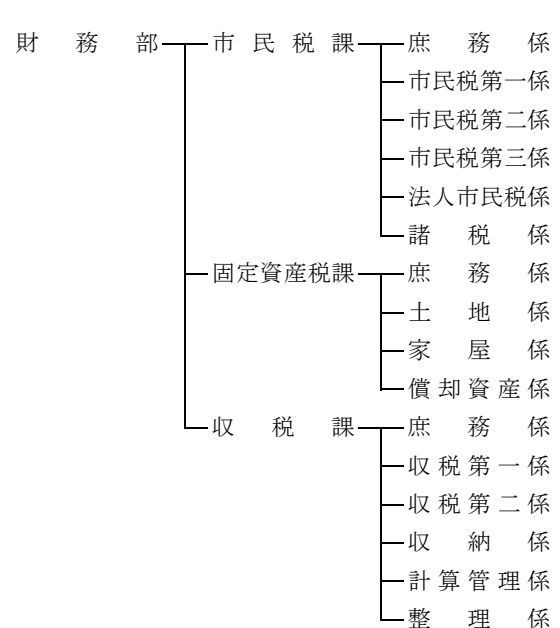 財務部 市民税課 庶務係
市民税第一係
市民税第二係
市民税第三係
法人市民税係
諸税係
固定資産税課 庶務係
土地係
家屋係
償却資産係
収税課 庶務係
収税第一係
収税第二係
収納係
計算管理係
整理係